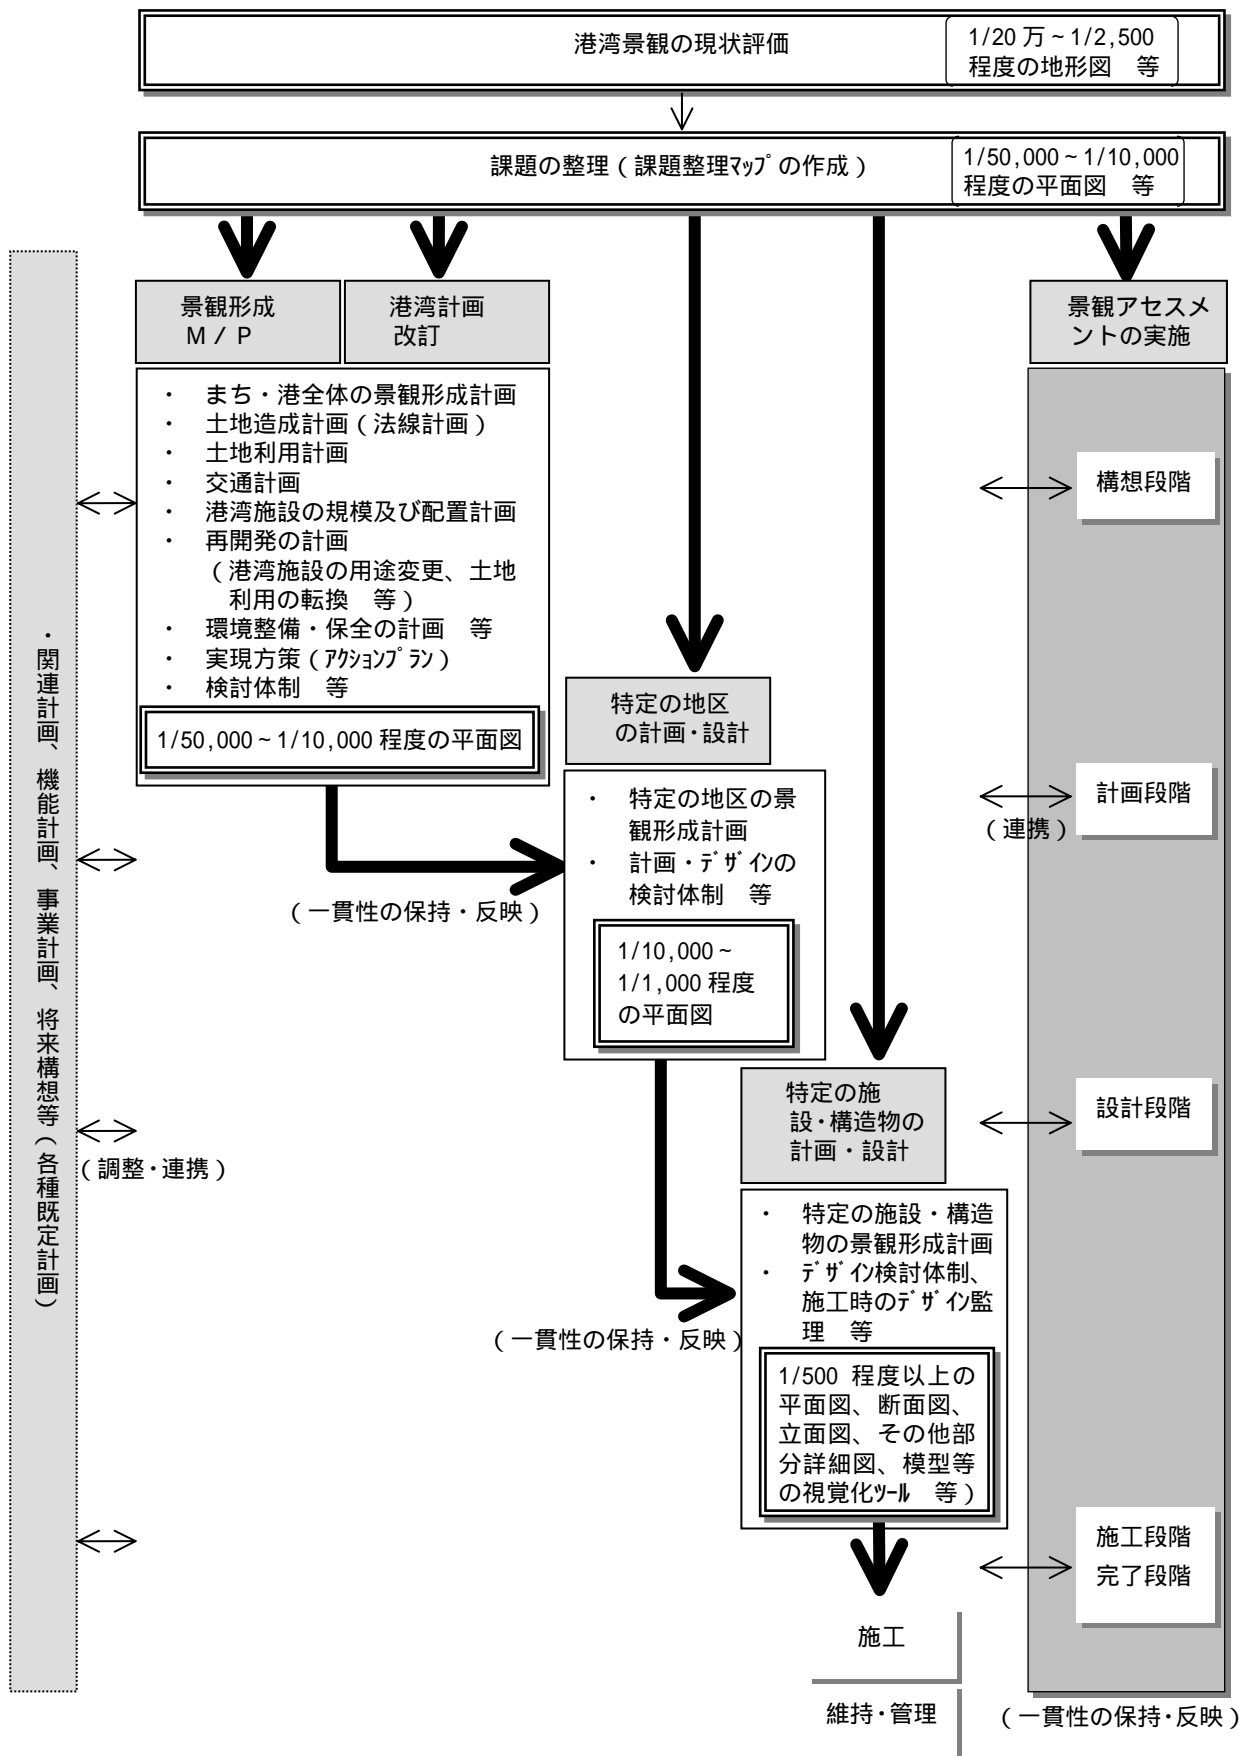 港湾景観の現状評価
1/20 万~1/2,500
程度の地形図　等
課題の整理(課題整理ﾏｯﾌﾟの作成)
1/50,000~1/10,000
程度の平面図　等
景観形成
M / P
港湾計画
改訂
景観アセスメ
ントの実施
・　まち・港全体の景観形成計画
・　土地造成計画(法線計画)
・　土地利用計画
・　交通計画
・　港湾施設の規模及び配置計画
・　再開発の計画
(港湾施設の用途変更、土地
利用の転換　等)
・　環境整備・保全の計画　等
・　実現方策(ｱｸｼｮﾝﾌﾟﾗﾝ)
・　検討体制　等
1/50,000~1/10,000 程度の平面図
・関連計画、機能計画、事業計画、将来構想等(各種既定計画)
(調整・連携)
(一貫性の保持・反映)
特定の地区
の計画・設計
・　特定の地区の景
観形成計画
・　計画・ﾃﾞｻﾞｲﾝの
検討体制　等
1/10,000~
1/1,000 程度
の平面図
(一貫性の保持・反映)
特定の施
設・構造物の
計画・設計
・　特定の施設・構造
物の景観形成計画
・　ﾃﾞｻﾞｲﾝ検討体制、
施工時のﾃﾞｻﾞｲﾝ監
理　等
1/500 程度以上の
平面図、断面図、
立面図、その他部
分詳細図、模型等
の視覚化ﾂｰﾙ　等)
施工
維持・管理
構想段階
計画段階
(連携)
設計段階
施工段階
完了段階
(一貫性の保持・反映)